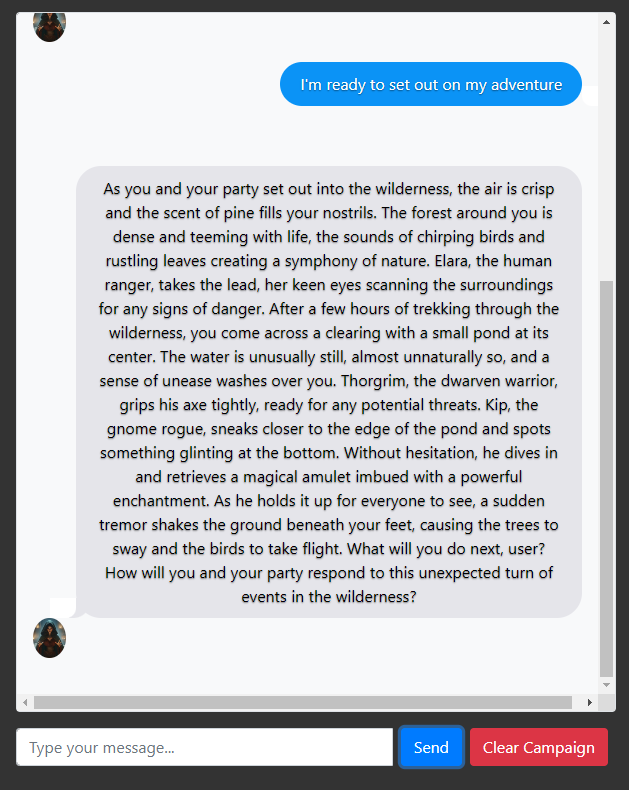 I'm ready to set out on my adventure
As you and your party set out into the wilderness, the air is crisp
and the scent of pine fills your nostrils. The forest around you is
dense and teeming with life, the sounds of chirping birds and
rustling leaves creating a symphony of nature. Elara, the human
ranger, takes the lead, her keen eyes scanning the surroundings
for any signs of danger. After a few hours of trekking through the
wilderness, you come across a clearing with a small pond at its
center. The water is unusually still, almost unnaturally so, and a
sense of unease washes over you. Thorgrim, the dwarven warrior,
grips his axe tightly, ready for any potential threats. Kip, the
gnome rogue, sneaks closer to the edge of the pond and spots
something glinting at the bottom. Without hesitation, he dives in
and retrieves a magical amulet imbued with a powerful
enchantment. As he holds it up for everyone to see, a sudden
tremor shakes the ground beneath your feet, causing the trees to
sway and the birds to take flight. What will you do next, user?
How will you and your party respond to this unexpected turn of
events in the wilderness?
Type your message...
Send
Clear Campaign